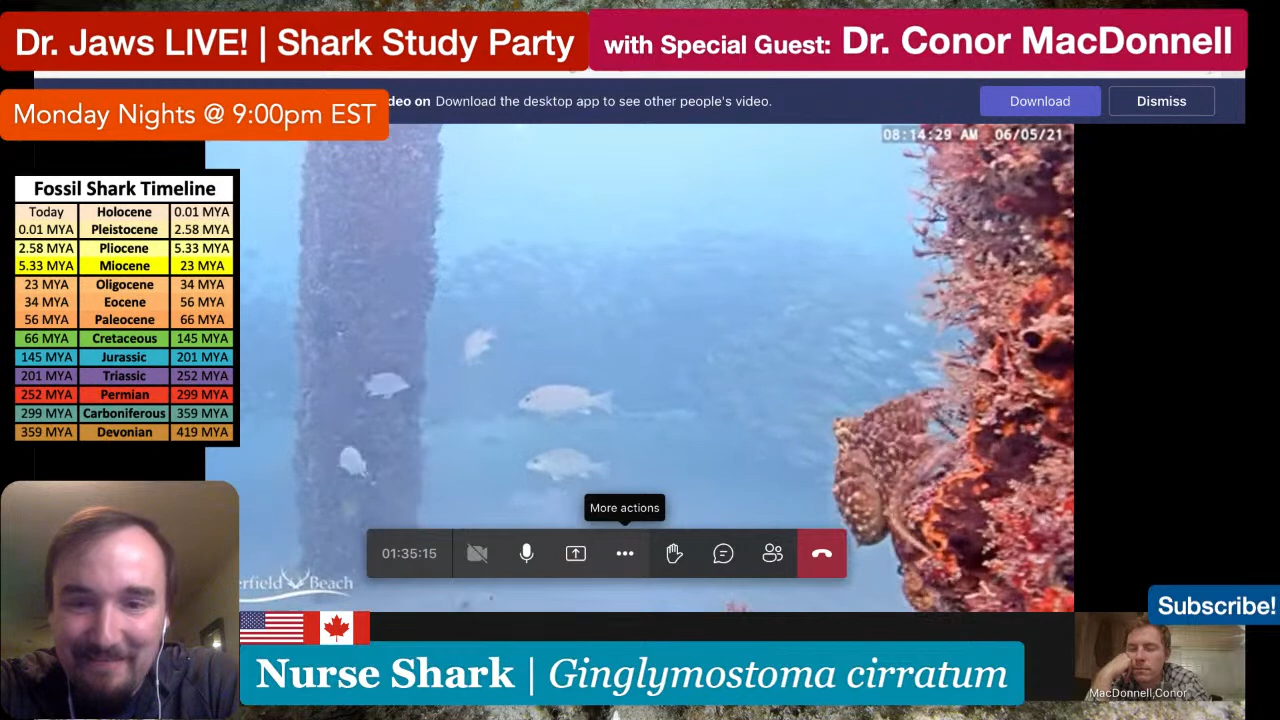 Dr. Jaws LIVE! | Shark Study Party
with Special Guest: Dr. Conor MacDonnell
Monday Nights @ 9:00pm EST
deo on Download the desktop app to see other people's video.
Download
Dismiss
08:14:29 AM 06/05/21
Fossil Shark Timeline
Today Holocene 0.01 MYA
0.01 MYA Pleistocene 2.58 MYA
2.58 MYA Pliocene 5.33 MYA
5.33 MYA Miocene 23 MYA
23 MYA Oligocene 34 MYA
34 MYA Eocene 56 MYA
56 MYA Paleocene 66 MYA
66 MYA Cretaceous 145 MYA
145 MYA Jurassic 201 MYA
201 MYA Triassic 252 MYA
252 MYA Permian 299 MYA
299 MYA Carboniferous 359 MYA
359 MYA Devonian 419 MYA
More actions
01:35:15
erfield Beach
Subscribe!
Nurse Shark | Ginglymostoma cirratum
MacDonnell,Conor